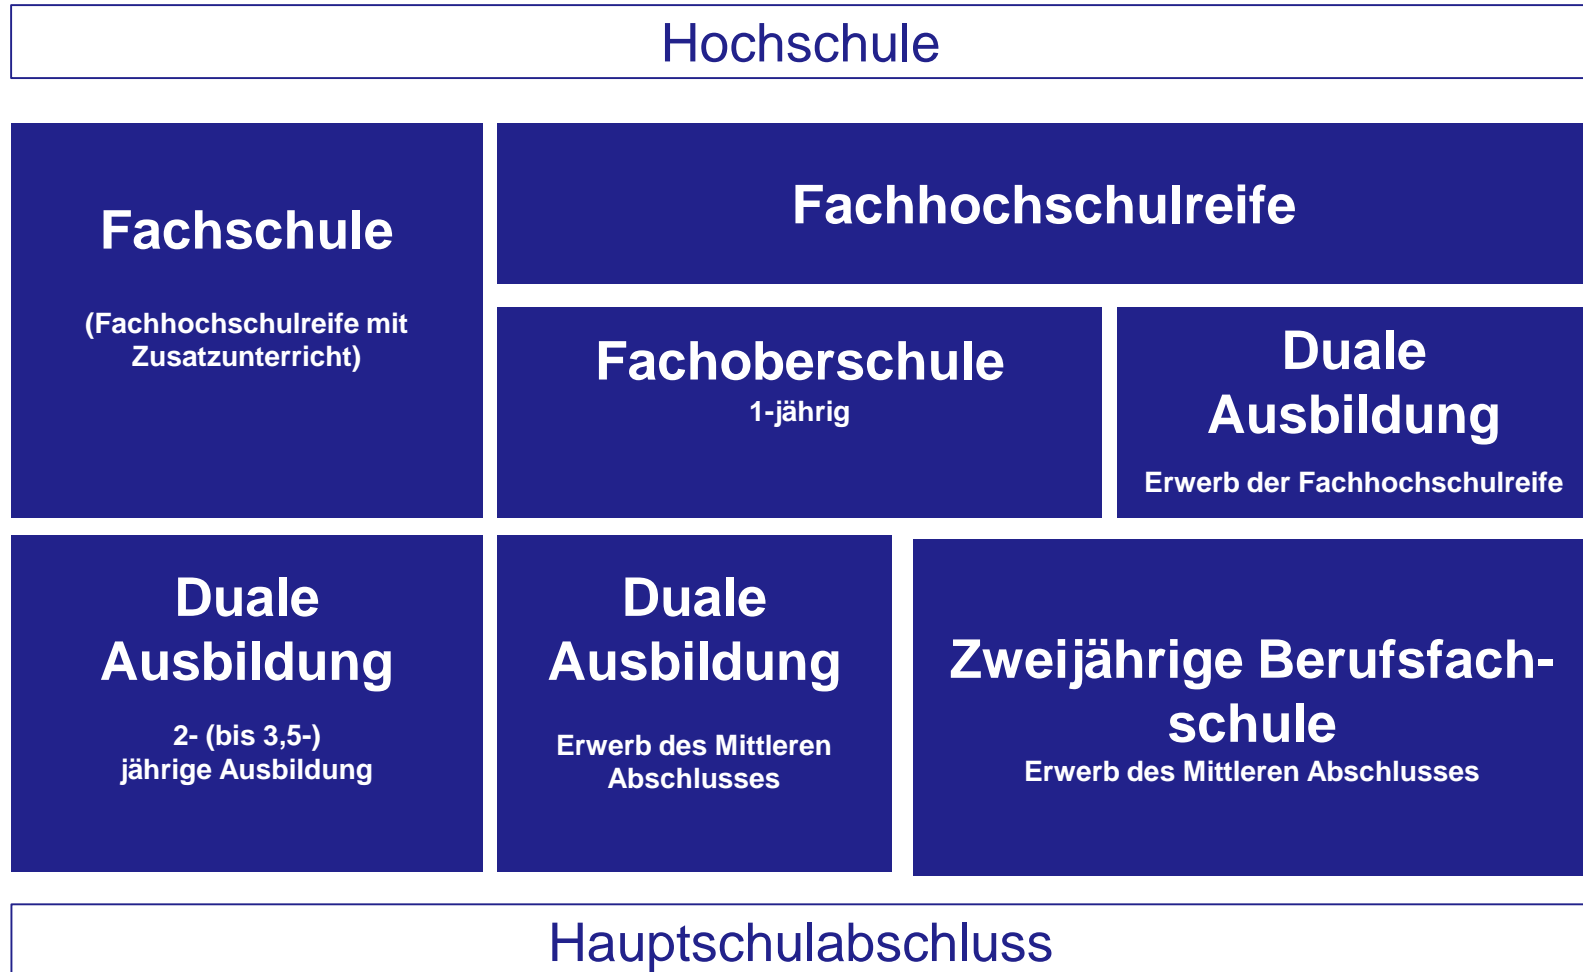 Hochschule
Fachschule
(Fachhochschulreife mit
Zusatzunterricht)
Fachhochschulreife
Fachoberschule
1-jährig
Duale
Ausbildung
Erwerb der Fachhochschulreife
Duale
Ausbildung
2- (bis 3,5-)
jährige Ausbildung
Duale
Ausbildung
Erwerb des Mittleren
Abschlusses
Zweijährige Berufsfach-
schule
Erwerb des Mittleren Abschlusses
Hauptschulabschluss